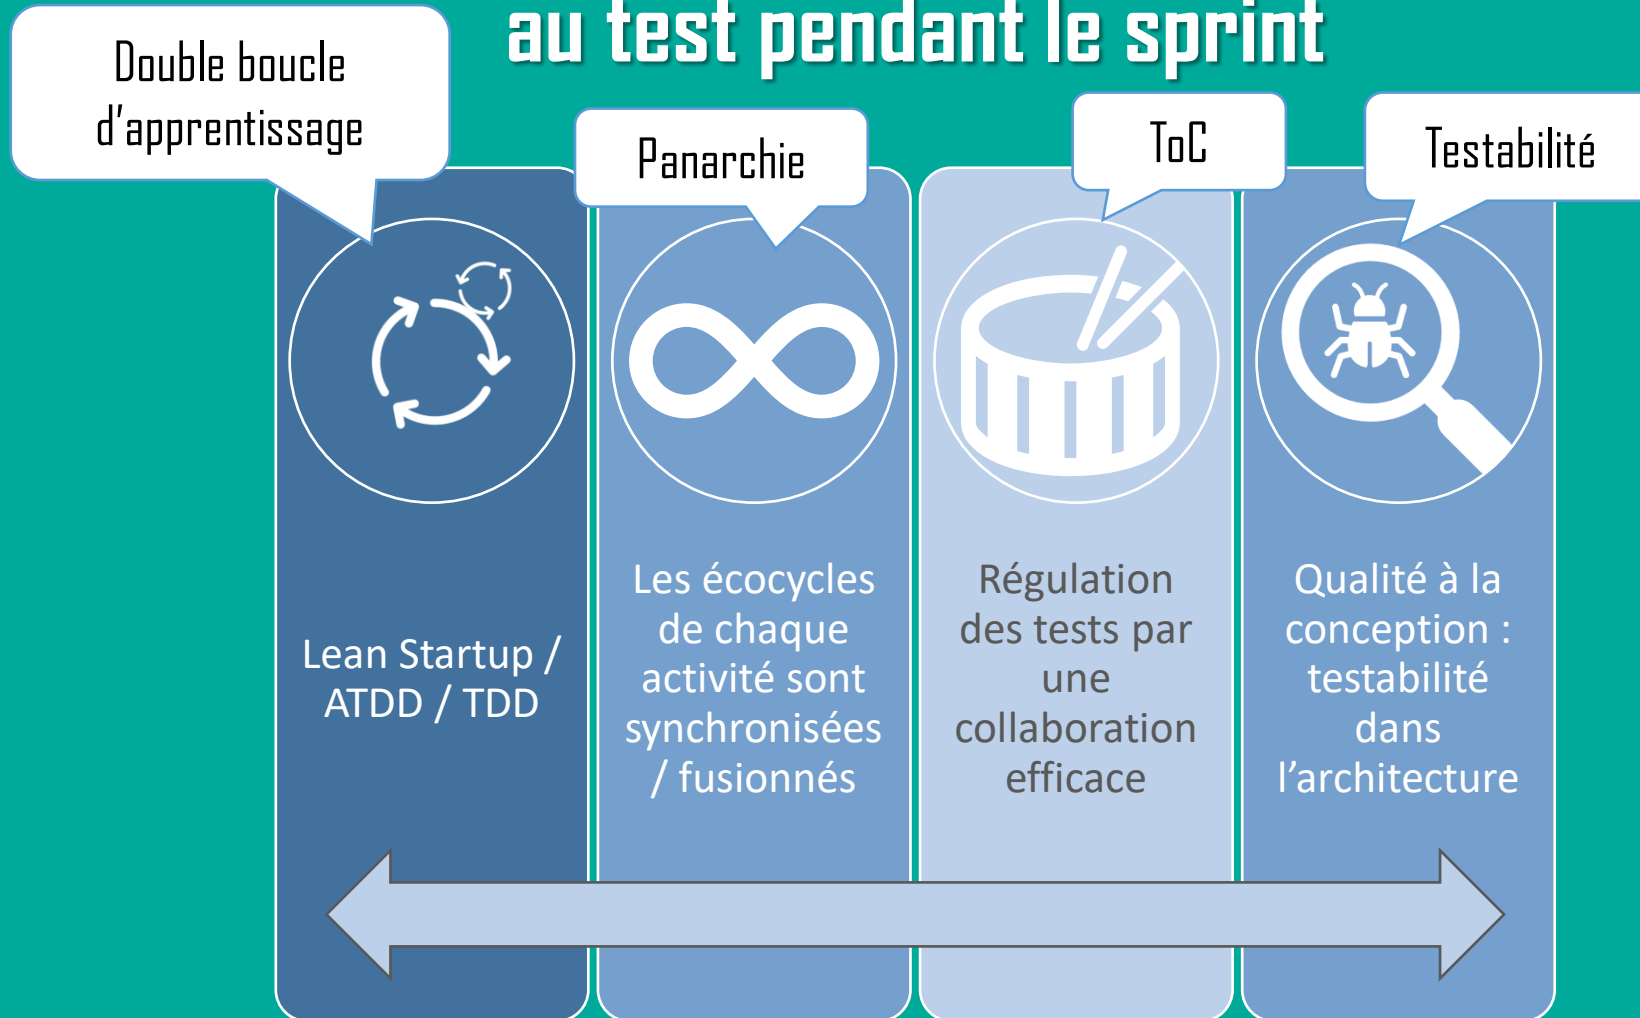 au test pendant le sprint
Double boucle
d'apprentissage
Panarchie
ToC
Testabilité
Lean Startup /
ATDD / TDD
Les écocycles
de chaque
activité sont
synchronisées
/ fusionnés
Régulation
des tests par
une
collaboration
efficace
Qualité à la
conception :
testabilité
dans
l’architecture